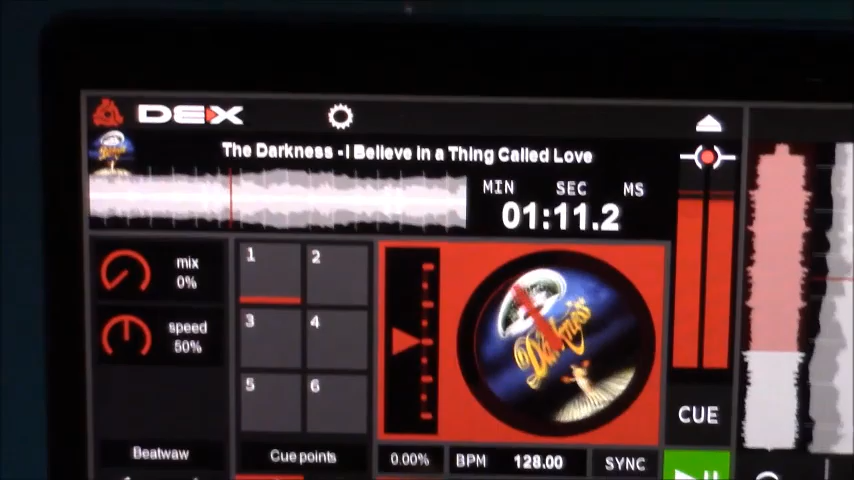 DEX
The Darkness - I Believe in a Thing Called Love
MIN SEC MS
01:11.2
mix
0%
speed
50%
1 2
3 4
5 6
Darkness
CUE
Beatwaw
Cue points
0.00%
BPM 128.00
SYNC